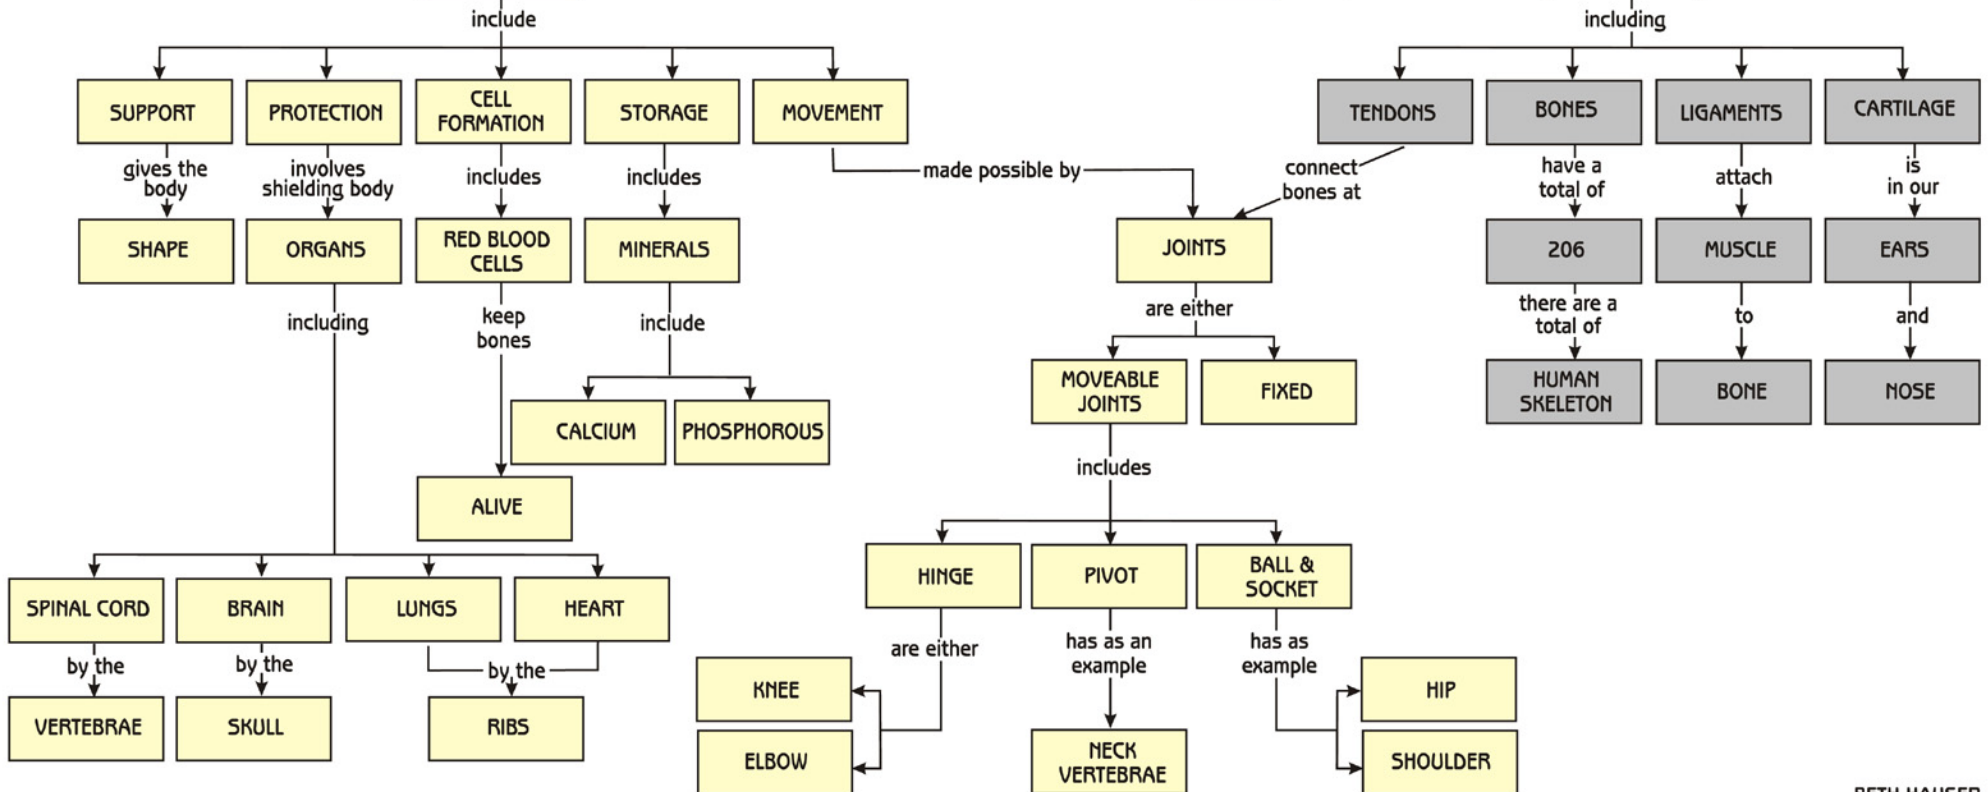 include
including
SUPPORT
PROTECTION
CELL
FORMATION
STORAGE
MOVEMENT
TENDONS
BONES
LIGAMENTS
CARTILAGE
gives the
body
involves
shielding body
includes
includes
made possible by
connect
bones at
have a
total of
attach
is
in our
SHAPE
ORGANS
RED BLOOD
CELLS
MINERALS
JOINTS
206
MUSCLE
EARS
including
keep
bones
include
are either
there are a
total of
to
and
CALCIUM
PHOSPHOROUS
MOVEABLE
JOINTS
FIXED
HUMAN
SKELETON
BONE
NOSE
includes
ALIVE
SPINAL CORD
BRAIN
LUNGS
HEART
HINGE
PIVOT
BALL &
SOCKET
by the
by the
by the
are either
has as an
example
has as
example
VERTEBRAE
SKULL
RIBS
KNEE
ELBOW
NECK
VERTEBRAE
HIP
SHOULDER